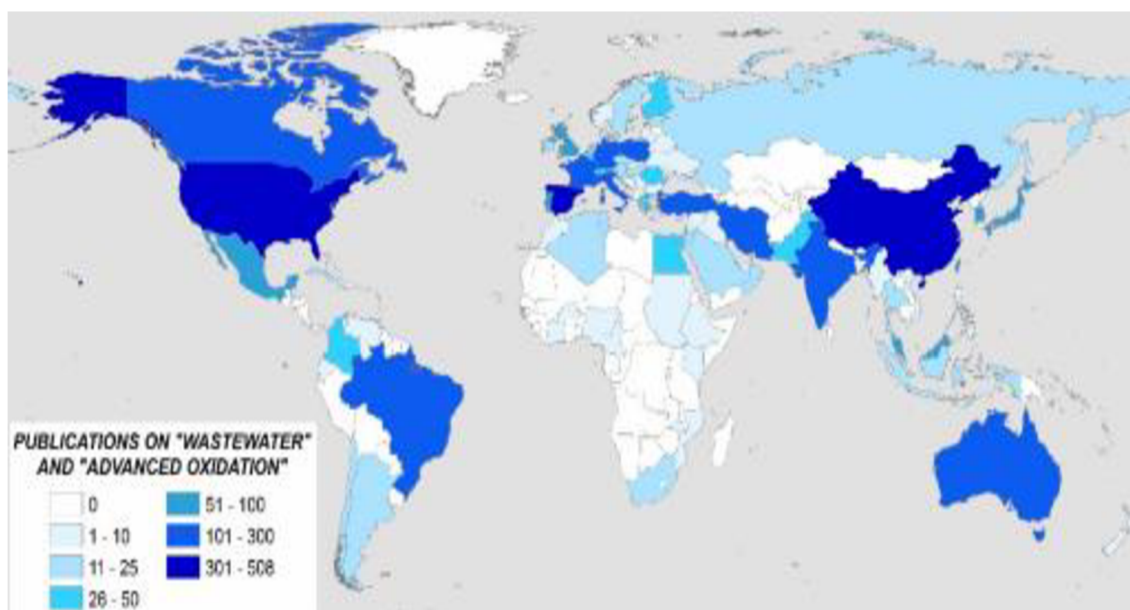 PUBLICATIONS ON "WASTEWATER"
AND "ADVANCED OXIDATION"
0
1 - 10
11 - 25
26 - 50
51 - 100
101 - 300
301 - 508